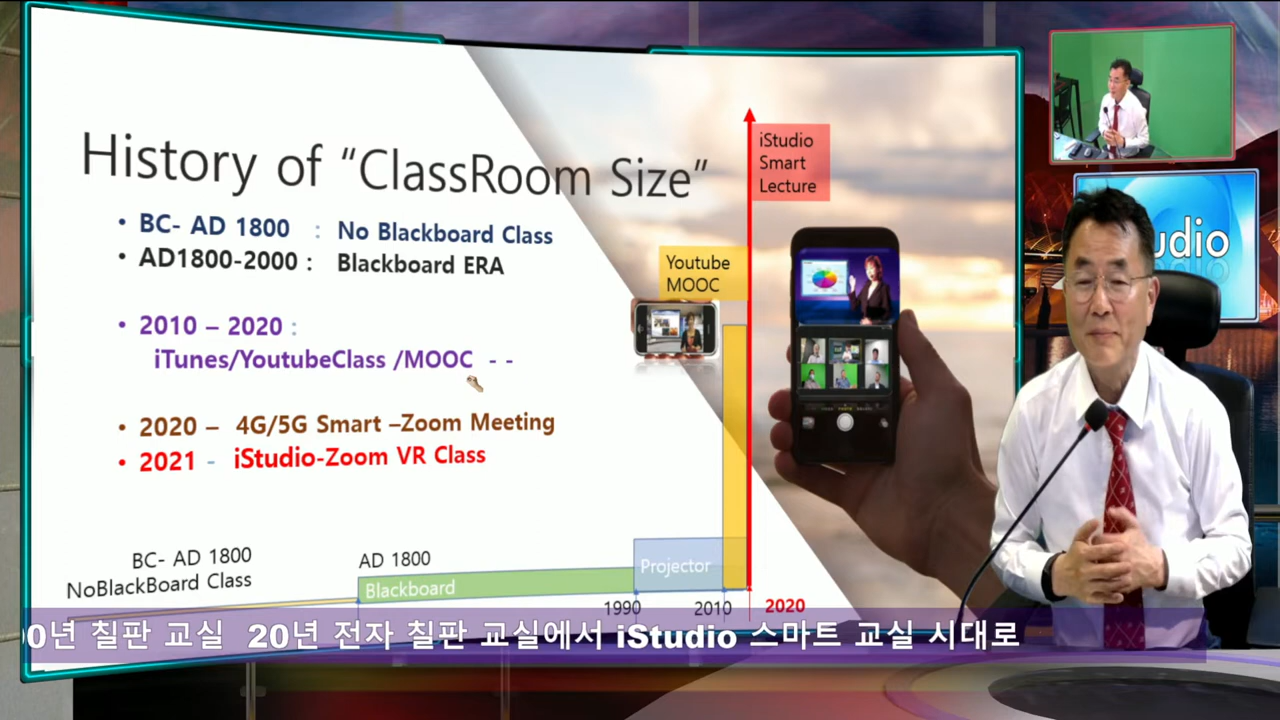 History of “ClassRoom Size”
• BC- AD 1800 : No Blackboard Class
• AD1800-2000 : Blackboard ERA
• 2010 – 2020 :
iTunes/YoutubeClass /MOOC - -
• 2020 – 4G/5G Smart –Zoom Meeting
• 2021 - iStudio-Zoom VR Class
iStudio
Smart
Lecture
Youtube
MOOC
BC- AD 1800
NoBlackBoard Class
AD 1800
Blackboard
Projector
1990
2010
2020
udio
0년 칠판 교실 20년 전자 칠판 교실에서 iStudio 스마트 교실 시대로